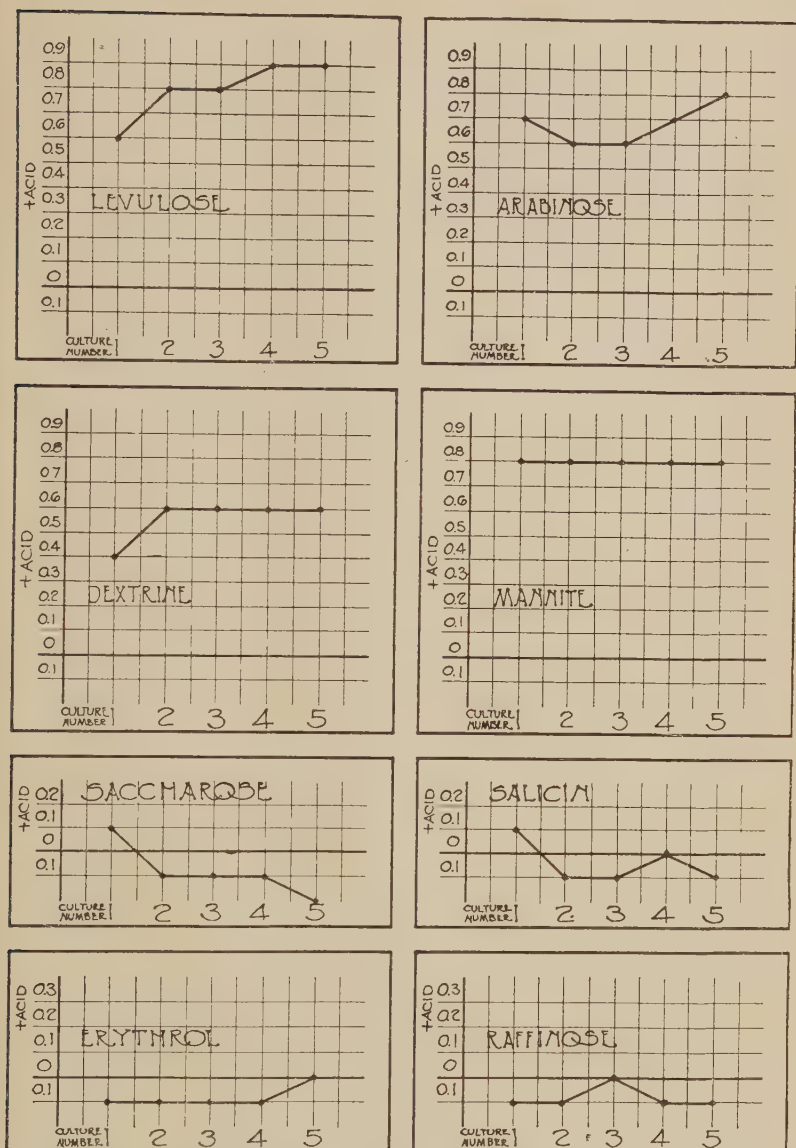 0.9
0.8
0.7
0.6
0.5
0.4
0.3
0.2
0.1
0
0.1
+ACID
LEVULOSE
CULTURE NUMBER 1 2 3 4 5
0.9
0.8
0.7
0.6
0.5
0.4
0.3
0.2
0.1
0
0.1
+ACID
ARABINOSE
CULTURE NUMBER 1 2 3 4 5
0.9
0.8
0.7
0.6
0.5
0.4
0.3
0.2
0.1
0
0.1
+ACID
DEXTRINE
CULTURE NUMBER 1 2 3 4 5
0.9
0.8
0.7
0.6
0.5
0.4
0.3
0.2
0.1
0
0.1
+ACID
MANNITE
CULTURE NUMBER 1 2 3 4 5
0.2
0.1
0
0.1
+ACID
SACCHAROSE
CULTURE NUMBER 1 2 3 4 5
0.2
0.1
0
0.1
+ACID
SALICIN
CULTURE NUMBER 1 2 3 4 5
0.3
0.2
0.1
0
0.1
+ACID
ERYTHROL
CULTURE NUMBER 1 2 3 4 5
0.3
0.2
0.1
0
0.1
+ACID
RAFFINOSE
CULTURE NUMBER 1 2 3 4 5